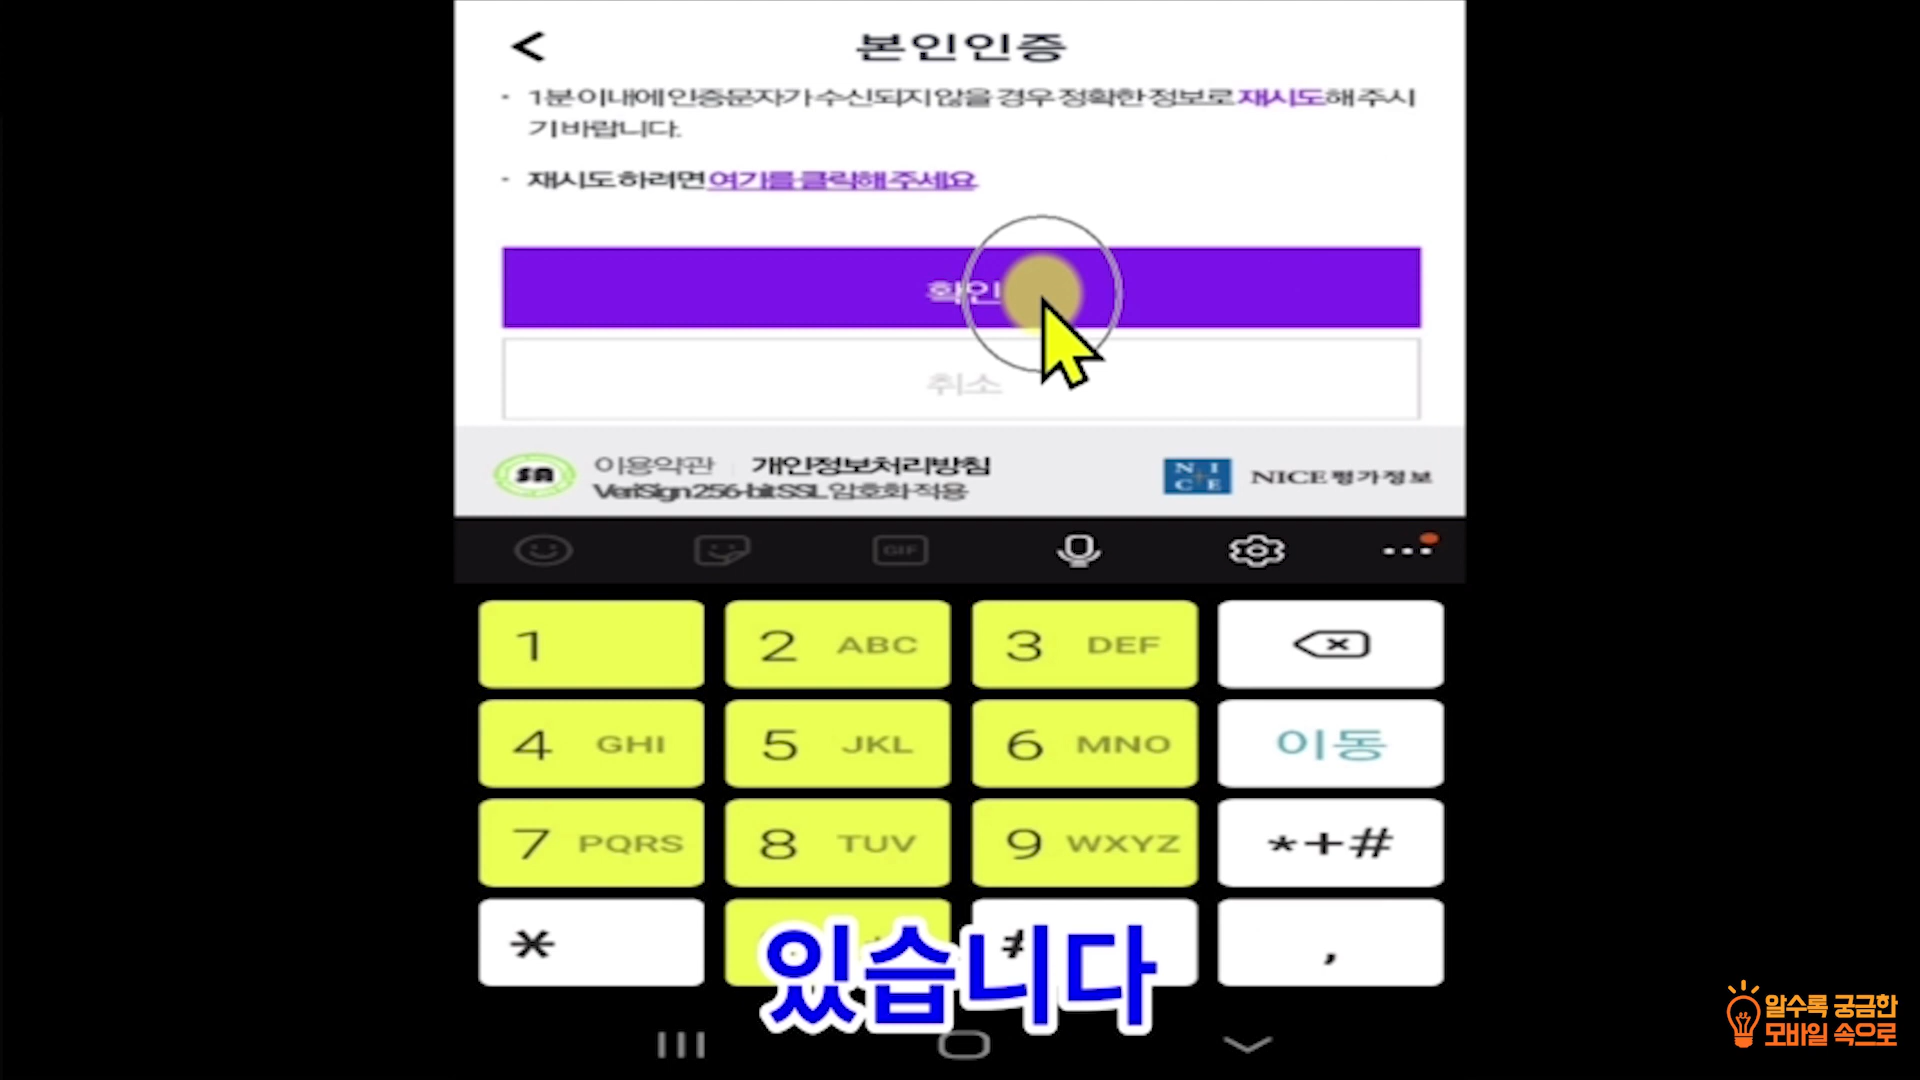 본인인증
· 1분 이내에 인증문자가 수신되지 않을 경우 정확한 정보로 재시도해 주시
기 바랍니다.
· 재시도 하려면 여기를 클릭해 주세요
확인
취소
SA
이용약관 개인정보처리방침
VeriSign 256-bit SSL 암호화 적용
NICE NICE평가정보
GIF
1
2 ABC
3 DEF
4 GHI
5 JKL
6 MNO
이동
7 PQRS
8 TUV
9 WXYZ
*+#
*
,
있습니다
알수록 궁금한
모바일 속으로